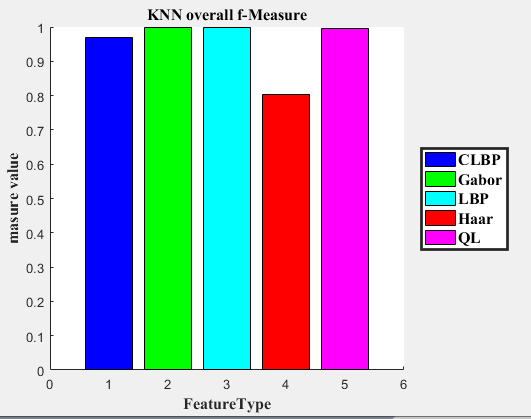 KNN overall f-Measure
1
0.9
0.8
0.7
0.6
0.5
0.4
0.3
0.2
0.1
0
masure value
0 1 2 3 4 5 6
FeatureType
CLBP
Gabor
LBP
Haar
QL